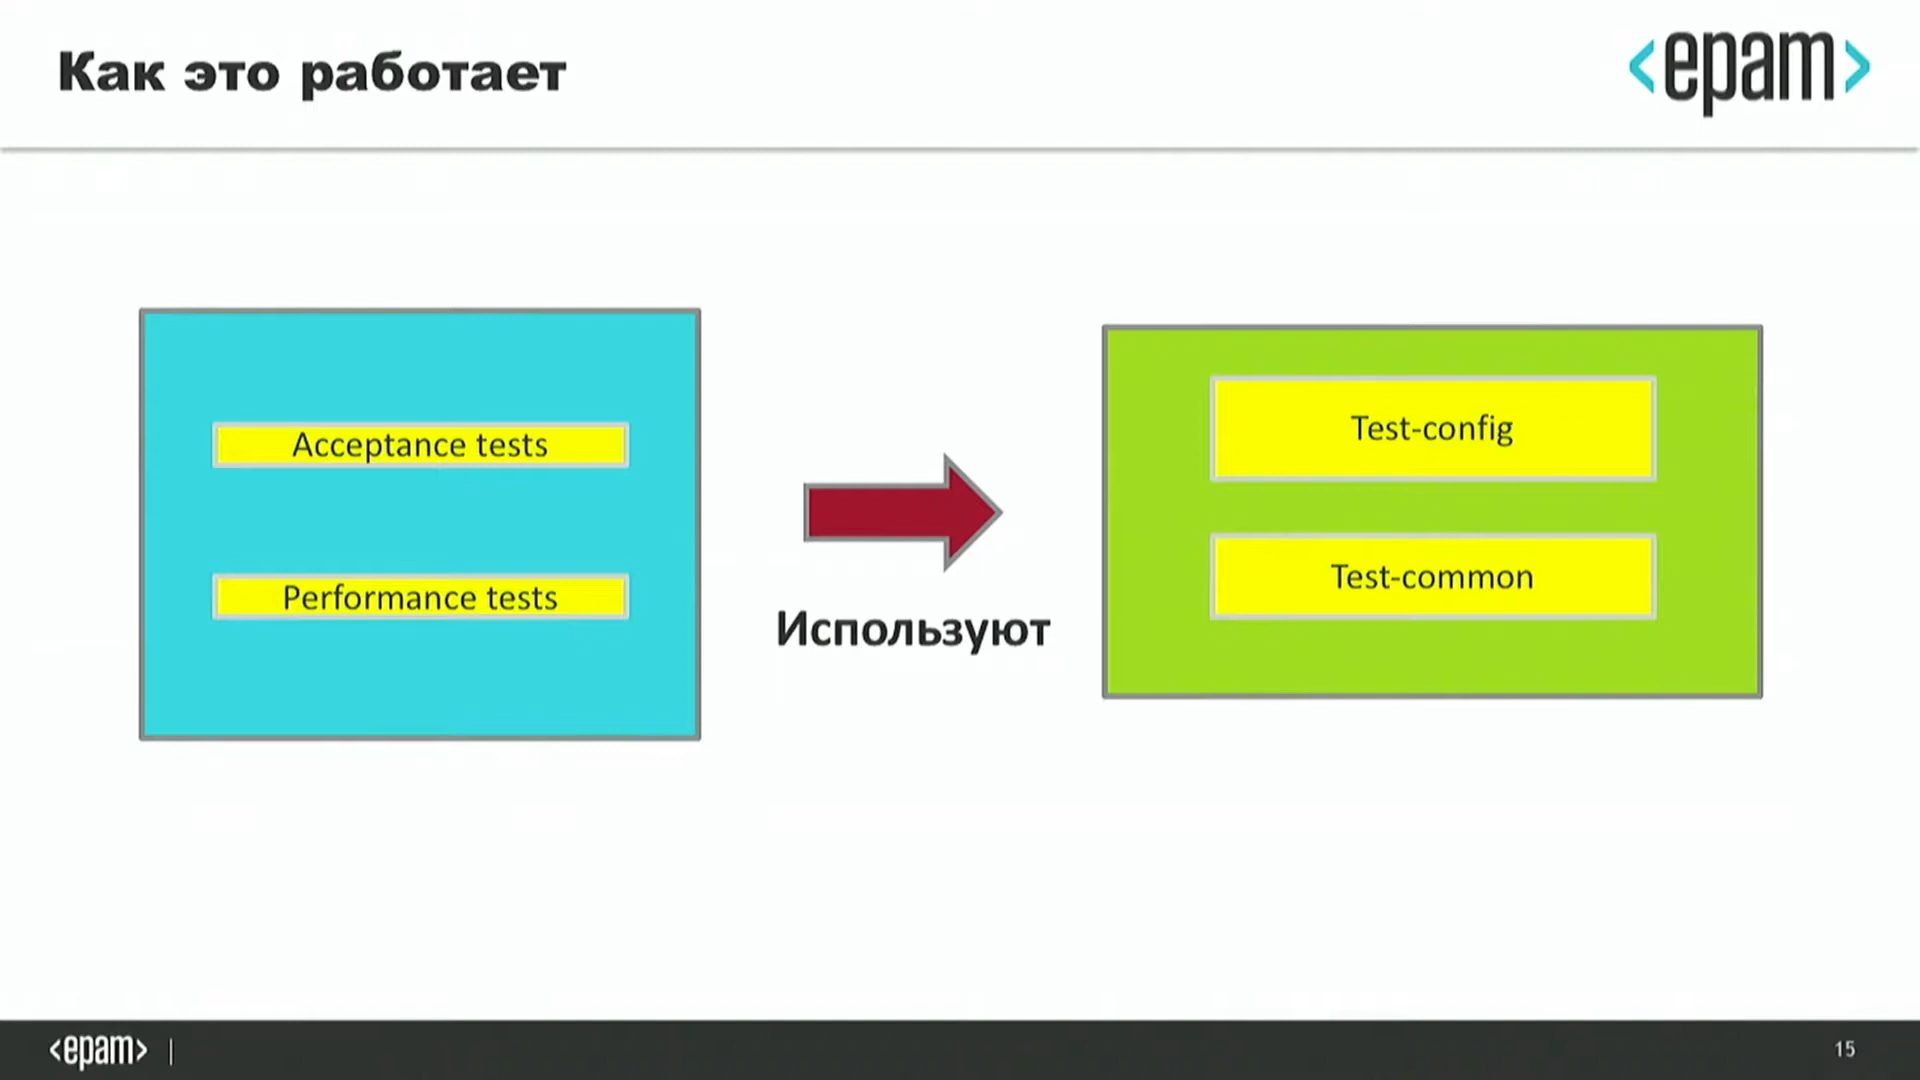 Как это работает
<epam>
Acceptance tests
Performance tests
Используют
Test-config
Test-common
<epam> |
15